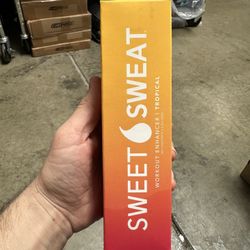 SWEET SWEAT
WORKOUT ENHANCER | TROPICAL